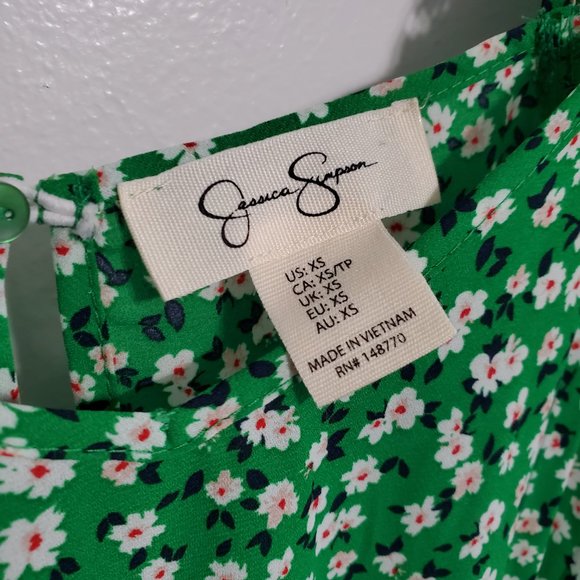 Jessica Simpson
US: XS
CA: XS/TP
UK: XS
EU: XS
AU: XS
MADE IN VIETNAM
RN# 148770